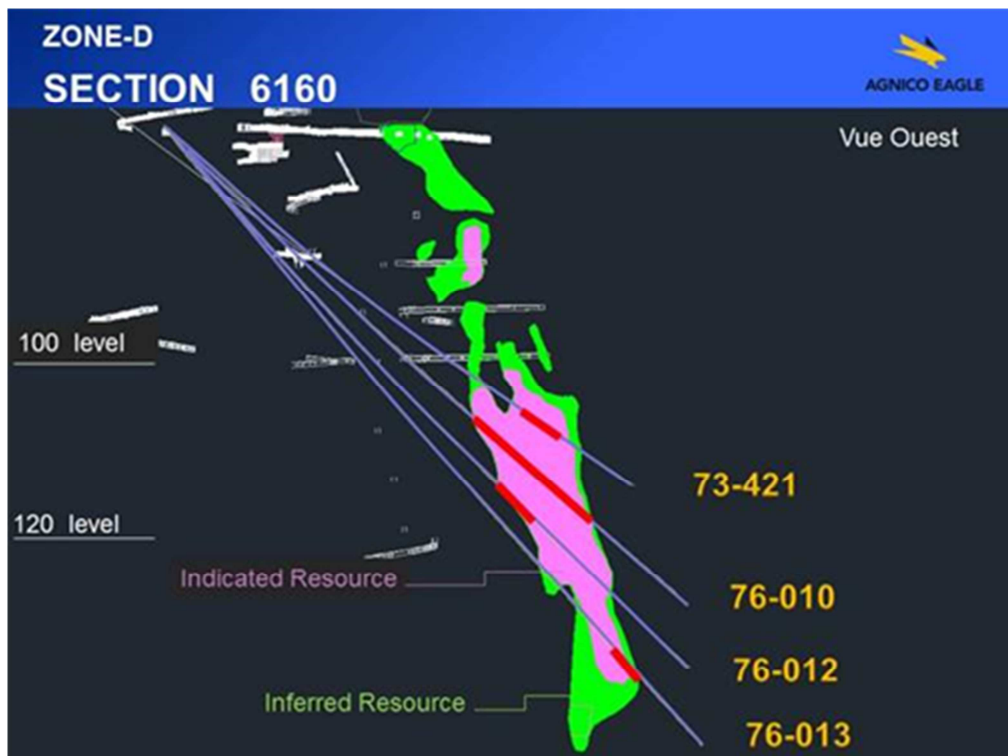 ZONE-D
SECTION 6160
AGNICO EAGLE
Vue Ouest
100 level
73-421
120 level
Indicated Resource
76-010
76-012
Inferred Resource
76-013